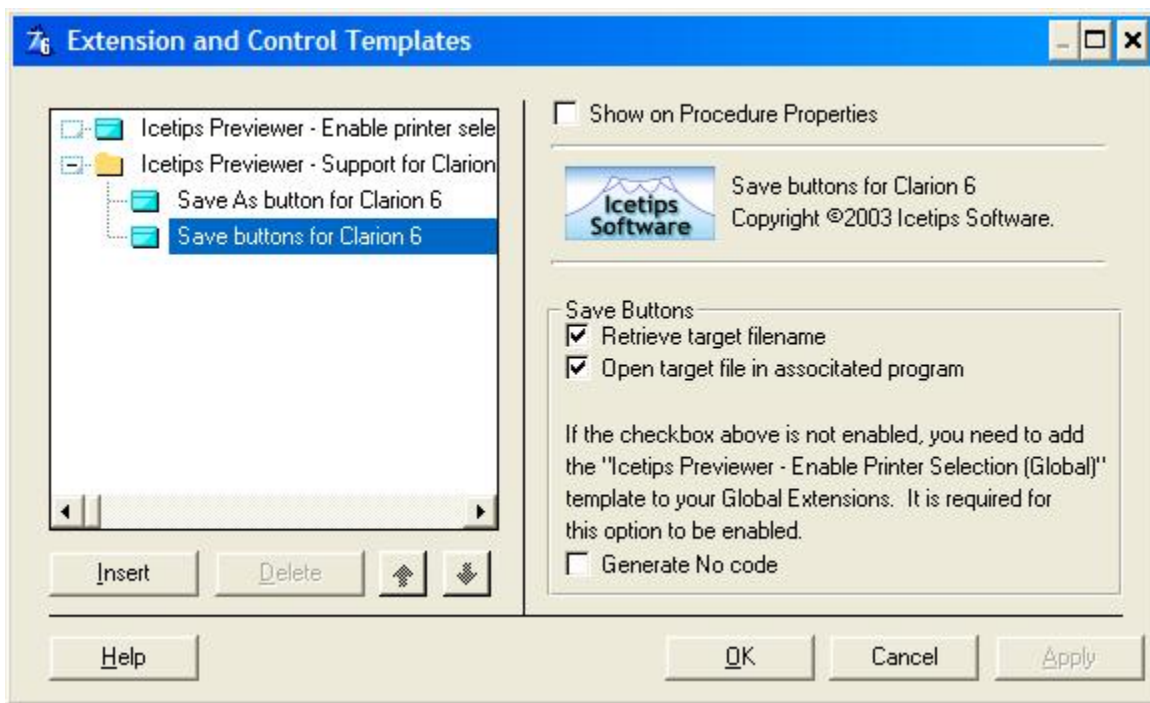 Extension and Control Templates
Icetips Previewer - Enable printer sele
Icetips Previewer - Support for Clarion
Save As button for Clarion 6
Save buttons for Clarion 6
Insert
Delete
Help
Show on Procedure Properties
Icetips
Software
Save buttons for Clarion 6
Copyright ©2003 Icetips Software.
Save Buttons
Retrieve target filename
Open target file in associtated program
If the checkbox above is not enabled, you need to add
the "Icetips Previewer - Enable Printer Selection (Global)"
template to your Global Extensions.  It is required for
this option to be enabled.
Generate No code
OK
Cancel
Apply